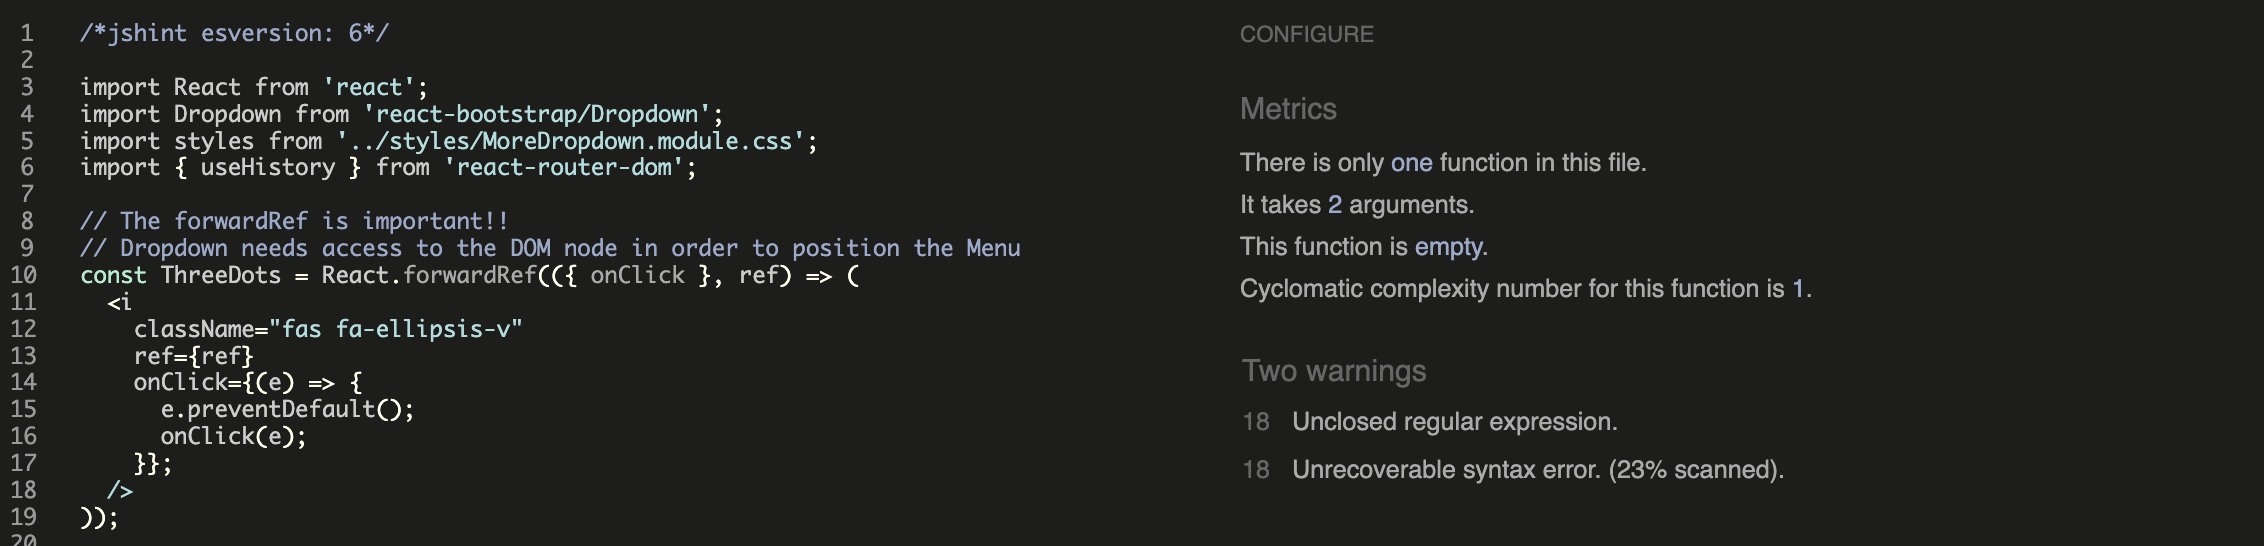 1 /*jshint esversion: 6*/
2
3 import React from 'react';
4 import Dropdown from 'react-bootstrap/Dropdown';
5 import styles from '../styles/MoreDropdown.module.css';
6 import { useHistory } from 'react-router-dom';
7
8 // The forwardRef is important!!
9 // Dropdown needs access to the DOM node in order to position the Menu
10 const ThreeDots = React.forwardRef(({ onClick }, ref) => (
11 <i
12 className="fas fa-ellipsis-v"
13 ref={ref}
14 onClick={(e) => {
15 e.preventDefault();
16 onClick(e);
17 }};
18 />
19 ));
20
CONFIGURE
Metrics
There is only one function in this file.
It takes 2 arguments.
This function is empty.
Cyclomatic complexity number for this function is 1.
Two warnings
18 Unclosed regular expression.
18 Unrecoverable syntax error. (23% scanned).